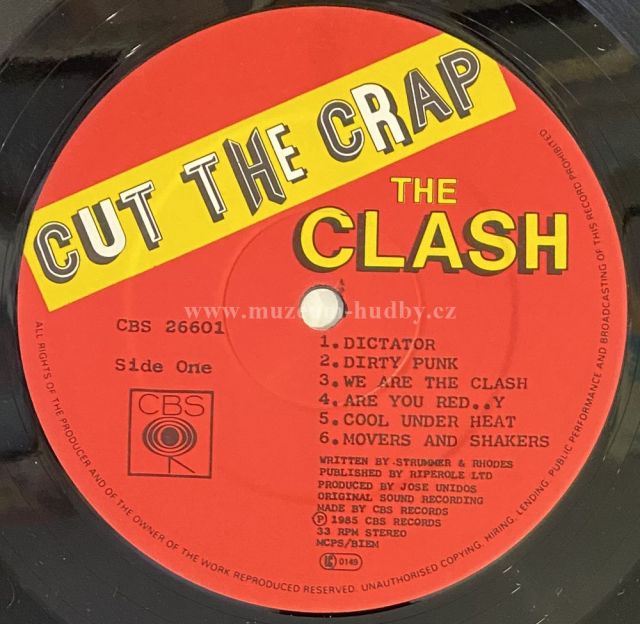 CUT THE CRAP
THE
CLASH
www.muzeum-hudby.cz
CBS 26601
Side One
CBS
1. DICTATOR
2. DIRTY PUNK
3. WE ARE THE CLASH
4. ARE YOU RED..Y
5. COOL UNDER HEAT
6. MOVERS AND SHAKERS
WRITTEN BY STRUMMER & RHODES
PUBLISHED BY RIPEROLE LTD
PRODUCED BY JOSE UNIDOS
ORIGINAL SOUND RECORDING
MADE BY CBS RECORDS
Ⓟ 1985 CBS RECORDS
33 RPM STEREO
MCPS/BIEM
LC 0149
ALL RIGHTS OF THE PRODUCER AND OF THE OWNER OF THE WORK REPRODUCED RESERVED. UNAUTHORISED COPYING, HIRING, LENDING, PUBLIC PERFORMANCE AND BROADCASTING OF THIS RECORD PROHIBITED